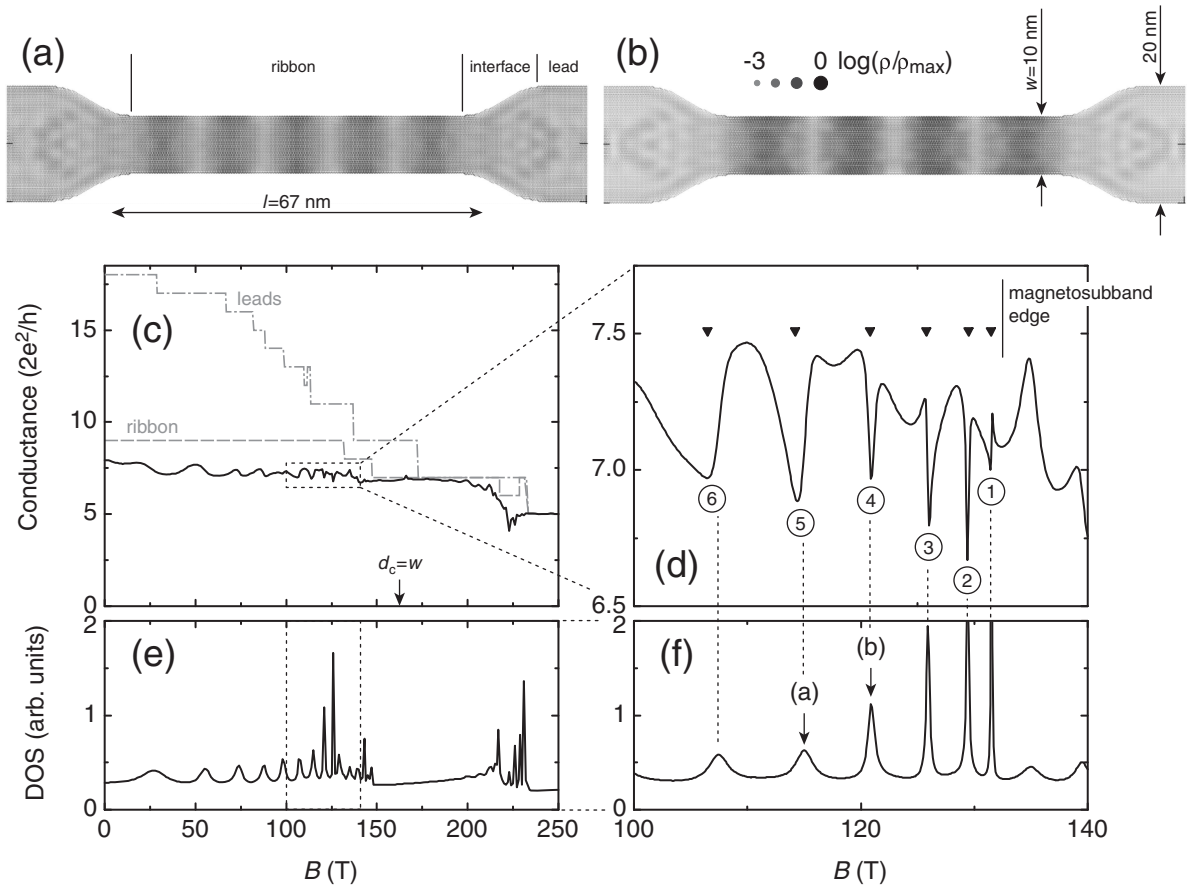 (a)
ribbon
interface
lead
l=67 nm
(b)
-3 0 log(ρ/ρmax)
w=10 nm
20 nm
Conductance (2e²/h)
15
10
5
0
(c)
leads
ribbon
dc=w
7.5
7.0
6.5
(d)
magnetosubband
edge
6
5
4
3
2
1
DOS (arb. units)
2
1
0
(e)
0 50 100 150 200 250
B (T)
2
1
0
(f)
(a)
(b)
100 120 140
B (T)